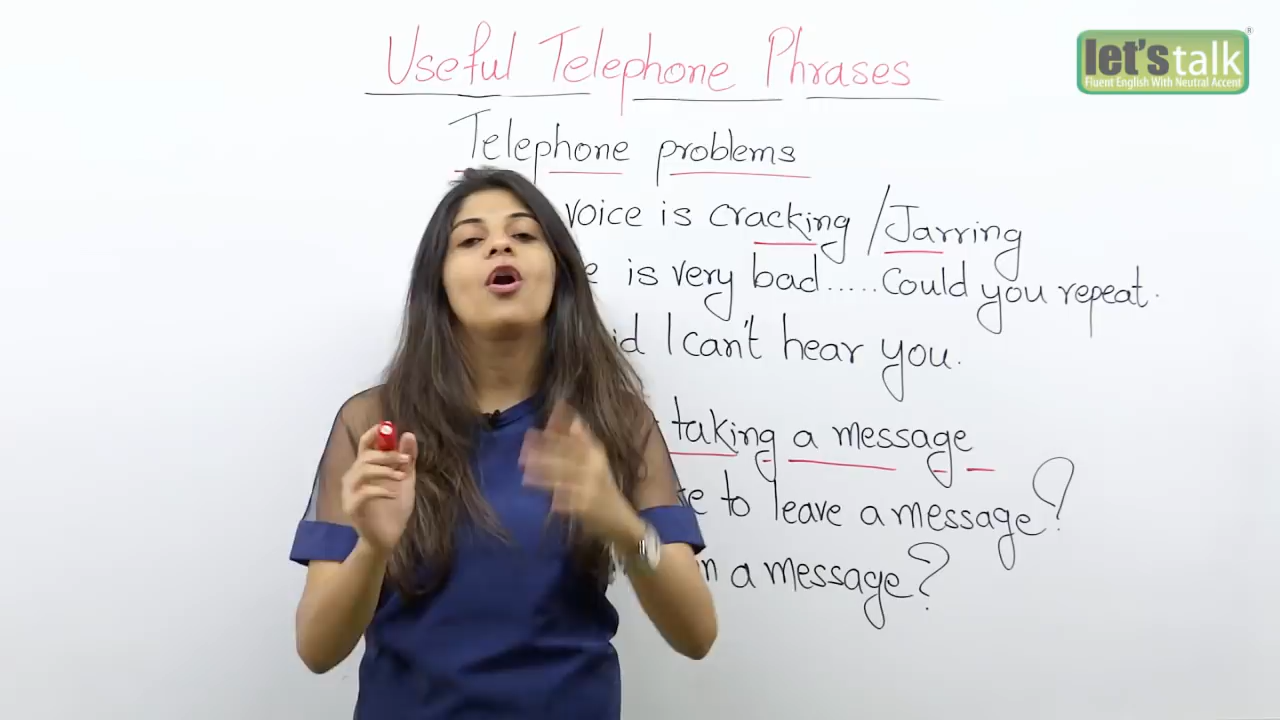 Useful Telephone Phrases
let's talk
®
Fluent English With Neutral Accent
Telephone problems
voice is cracking / Jarring
is very bad..... Could you repeat.
I can't hear you.
taking a message
to leave a message?
a message?